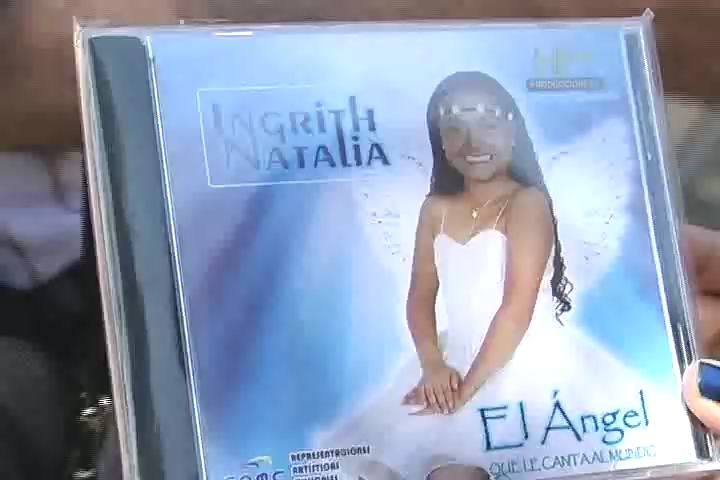 INGRITH
NATALIA
PRODUCCIONES
El Ángel
QUE LE CANTA AL MUNDO
REPRESENTACIONES
ARTISTICAS